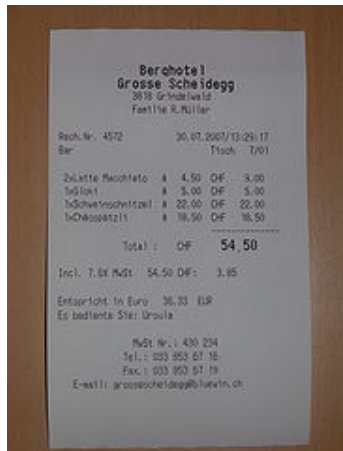 Berghotel
Grosse Scheidegg
3818 Grindelwald
Familie R.Müller
Rech.Nr. 4572 30.07.2007/13:29:17
Bar Tisch 7/01
2xLatte Macchiato à 4.50 CHF 9.00
1xGloki à 5.00 CHF 5.00
1xSchweinschnitzel à 22.00 CHF 22.00
1xChässpätzli à 18.50 CHF 18.50
Total: CHF 54.50
Incl. 7.6% MwSt 54.50 CHF: 3.85
Entspricht in Euro 36.33 EUR
Es bediente Sie: Ursula
MwSt Nr.: 430 234
Tel.: 033 853 67 16
Fax.: 033 853 67 19
E-mail: grossescheidegg@bluewin.ch